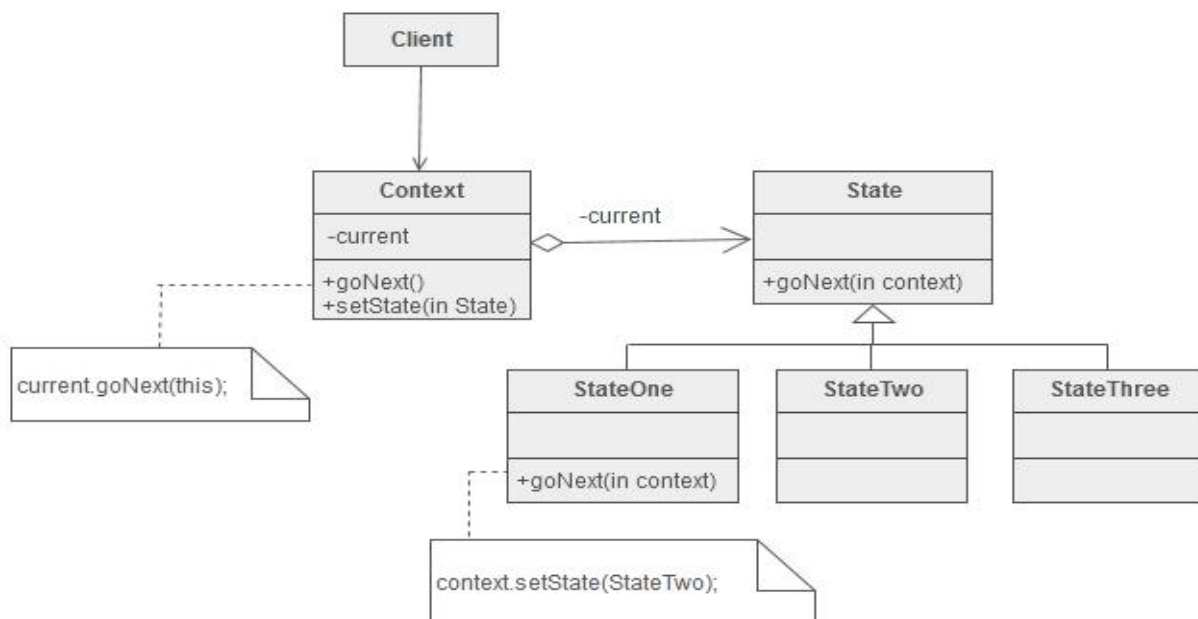 Client
Context
-current
+goNext()
+setState(in State)
-current
State
+goNext(in context)
current.goNext(this);
StateOne
+goNext(in context)
StateTwo
StateThree
context.setState(StateTwo);